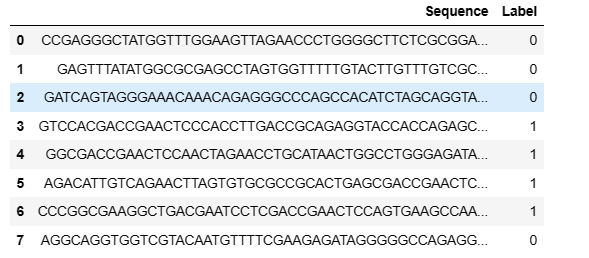 Sequence Label
0 CCGAGGGCTATGGTTTGGAAGTTAGAACCCTGGGGCTTCTCGCGGA... 0
1 GAGTTTATATGGCGCGAGCCTAGTGGTTTTTGTACTTGTTTGTCGC... 0
2 GATCAGTAGGGAAACAAACAGAGGGCCCAGCCACATCTAGCAGGTA... 0
3 GTCCACGACCGAACTCCCACCTTGACCGCAGAGGTACCACCAGAGC... 1
4 GGCGACCGAACTCCAACTAGAACCTGCATAACTGGCCTGGGAGATA... 1
5 AGACATTGTCAGAACTTAGTGTGCGCCGCACTGAGCGACCGAACTC... 1
6 CCCGGCGAAGGCTGACGAATCCTCGACCGAACTCCAGTGAAGCCAA... 1
7 AGGCAGGTGGTCGTACAATGTTTTCGAAGAGATAGGGGGCCAGAGG... 0